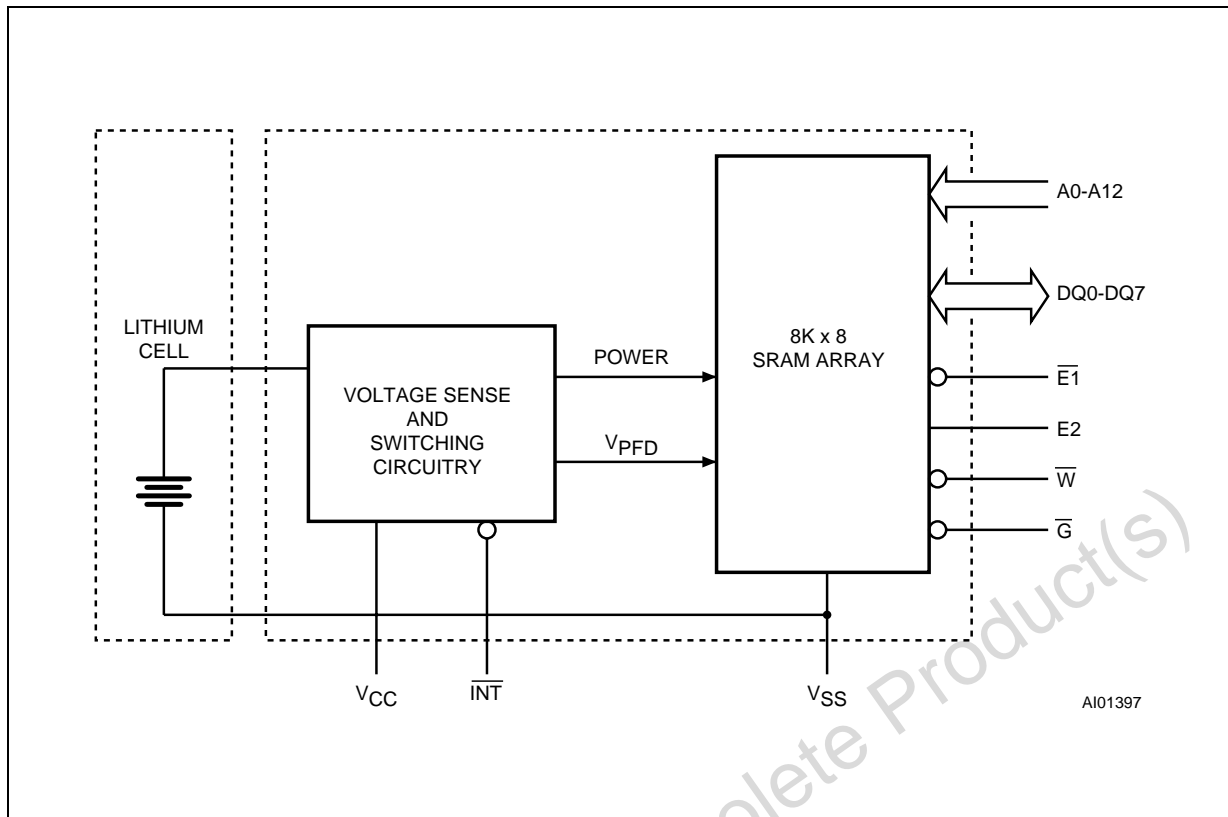 LITHIUM
CELL
VOLTAGE SENSE
AND
SWITCHING
CIRCUITRY
POWER
VPFD
8K x 8
SRAM ARRAY
A0-A12
DQ0-DQ7
E1
E2
W
G
VCC
INT
VSS
AI01397
olete Product(s)